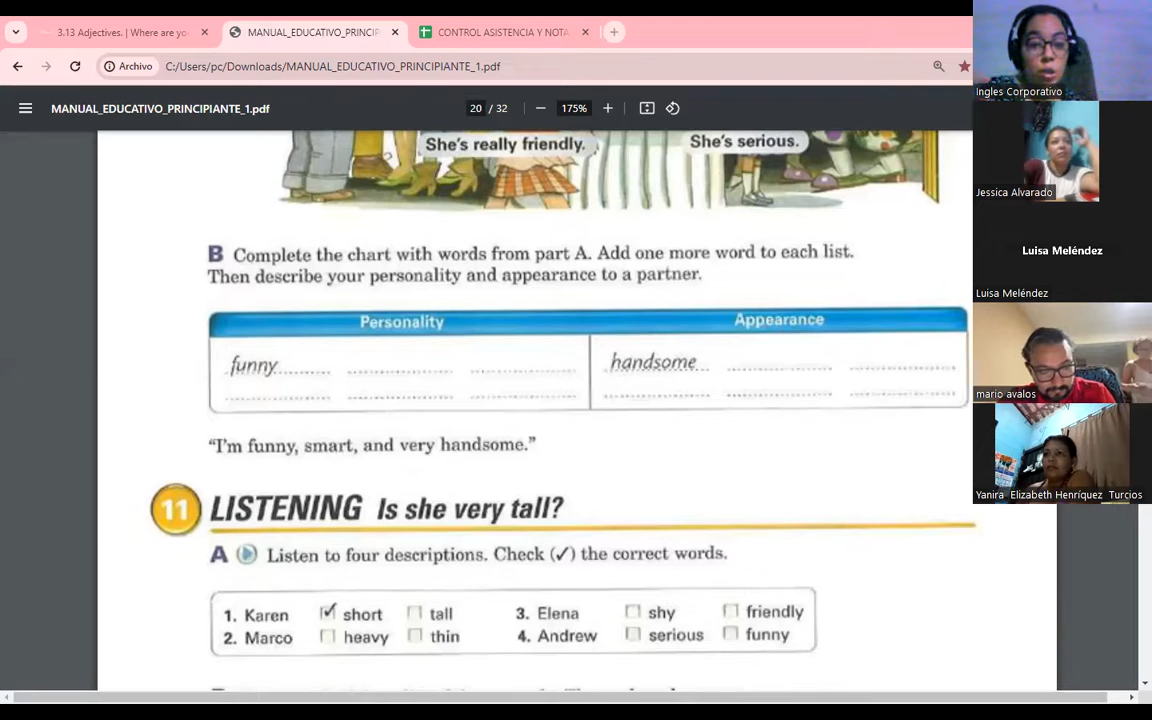 3.13 Adjectives. | Where are yo
MANUAL_EDUCATIVO_PRINCIP
CONTROL ASISTENCIA Y NOTA
Archivo
C:/Users/pc/Downloads/MANUAL_EDUCATIVO_PRINCIPIANTE_1.pdf
MANUAL_EDUCATIVO_PRINCIPIANTE_1.pdf
20 / 32
175%
She's really friendly.
She's serious.
B Complete the chart with words from part A. Add one more word to each list.
Then describe your personality and appearance to a partner.
Personality
Appearance
funny
handsome
"I'm funny, smart, and very handsome."
11 LISTENING Is she very tall?
A Listen to four descriptions. Check (✓) the correct words.
1. Karen ✓ short tall 3. Elena shy friendly
2. Marco heavy thin 4. Andrew serious funny
Ingles Corporativo
Jessica Alvarado
Luisa Meléndez
Luisa Meléndez
mario avalos
Yanira Elizabeth Henríquez Turcios